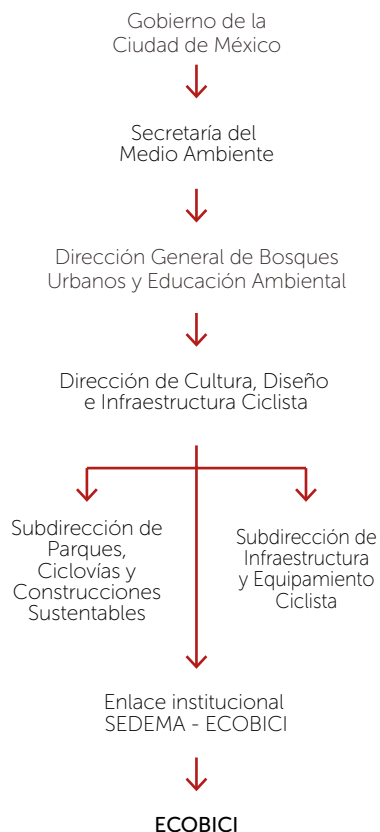 Gobierno de la
Ciudad de México
Secretaría del
Medio Ambiente
Dirección General de Bosques
Urbanos y Educación Ambiental
Dirección de Cultura, Diseño
e Infraestructura Ciclista
Subdirección de
Parques,
Ciclovías y
Construcciones
Sustentables
Subdirección de
Infraestructura
y Equipamiento
Ciclista
Enlace institucional
SEDEMA - ECOBICI
ECOBICI